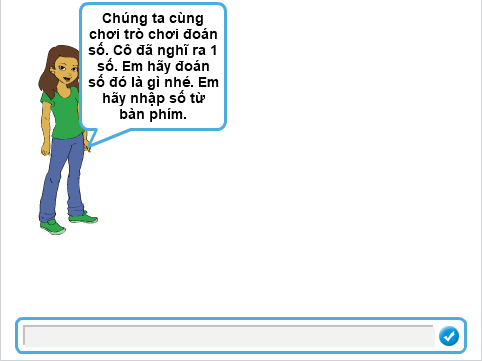 Chúng ta cùng
chơi trò chơi đoán
số. Cô đã nghĩ ra 1
số. Em hãy đoán
số đó là gì nhé. Em
hãy nhập số từ
bàn phím.